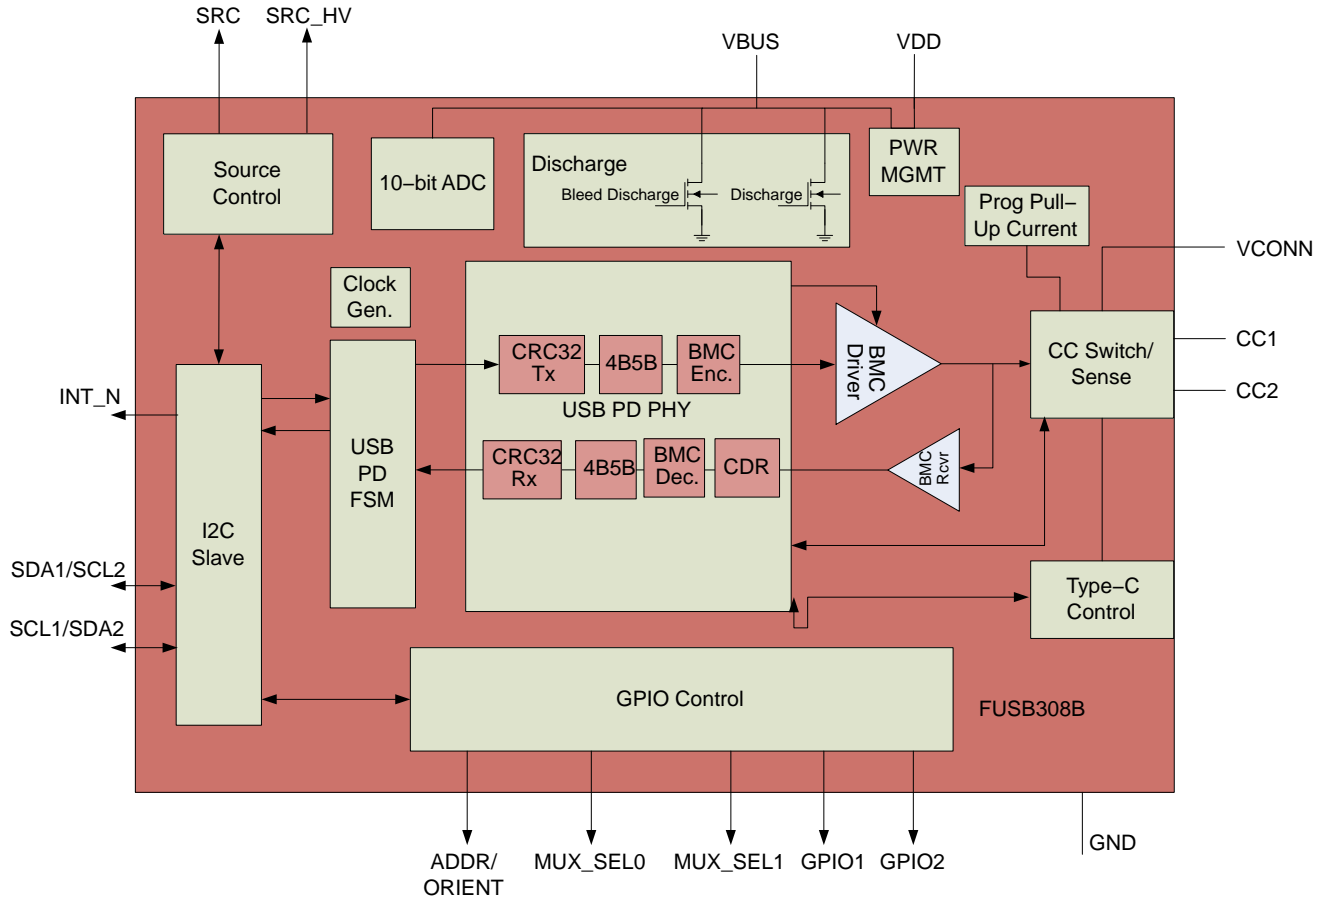 SRC
SRC_HV
VBUS
VDD
Source
Control
10–bit ADC
Discharge
Bleed Discharge
Discharge
PWR
MGMT
Prog Pull–
Up Current
VCONN
Clock
Gen.
CRC32
Tx
4B5B
BMC
Enc.
BMC
Driver
CC Switch/
Sense
CC1
CC2
INT_N
USB PD PHY
USB
PD
FSM
CRC32
Rx
4B5B
BMC
Dec.
CDR
BMC
Rcvr
I2C
Slave
SDA1/SCL2
SCL1/SDA2
Type–C
Control
GPIO Control
FUSB308B
ADDR/
ORIENT
MUX_SEL0
MUX_SEL1
GPIO1
GPIO2
GND